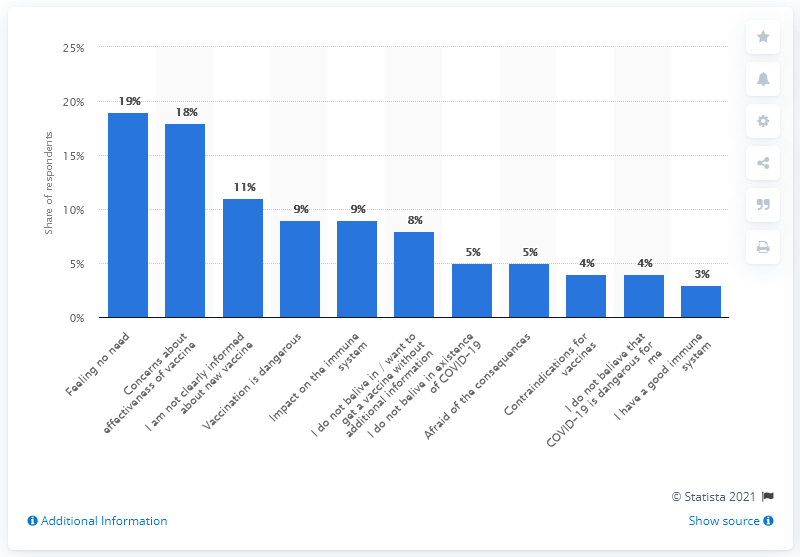 25%
20%
15%
10%
5%
0%
Share of respondents
19%
18%
11%
9%
9%
8%
5%
5%
4%
4%
3%
Feeling no need
Concerns about
effectiveness of vaccine
I am not clearly informed
about new vaccine
Vaccination is dangerous
Impact on the immune
system
I do not belive in / want to
get a vaccine without
additional information
I do not belive in existence
of COVID-19
Afraid of the consequences
Contraindications for
vaccines
I do not believe that
COVID-19 is dangerous for
me
I have a good immune
system
© Statista 2021
Additional Information
Show source